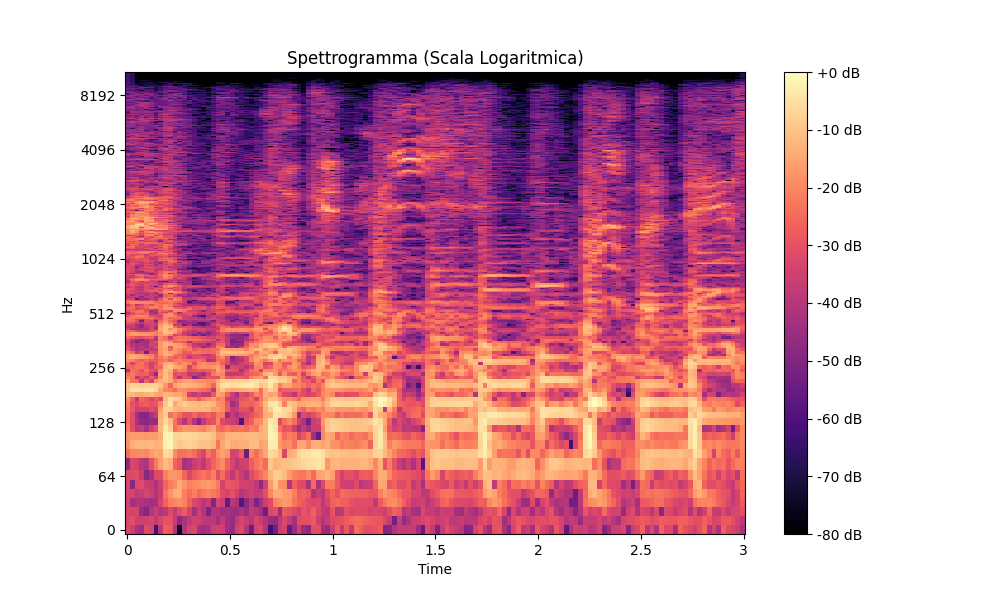 Spettrogramma (Scala Logaritmica)
Hz
8192
4096
2048
1024
512
256
128
64
0
0
0.5
1
1.5
2
2.5
3
Time
+0 dB
-10 dB
-20 dB
-30 dB
-40 dB
-50 dB
-60 dB
-70 dB
-80 dB